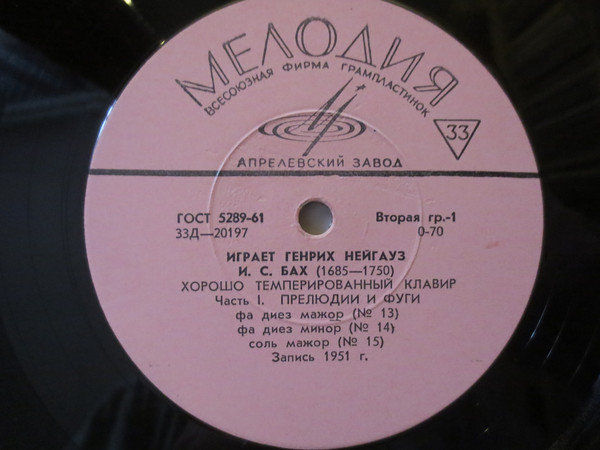 МЕЛОДИЯ
ВСЕСОЮЗНАЯ ФИРМА ГРАМПЛАСТИНОК
33
АПРЕЛЕВСКИЙ ЗАВОД
ГОСТ 5289-61 Вторая гр.-1
33Д—20197 0-70
ИГРАЕТ ГЕНРИХ НЕЙГАУЗ
И. С. БАХ (1685—1750)
ХОРОШО ТЕМПЕРИРОВАННЫЙ КЛАВИР
Часть I. ПРЕЛЮДИИ И ФУГИ
фа диез мажор (№ 13)
фа диез минор (№ 14)
соль мажор (№ 15)
Запись 1951 г.